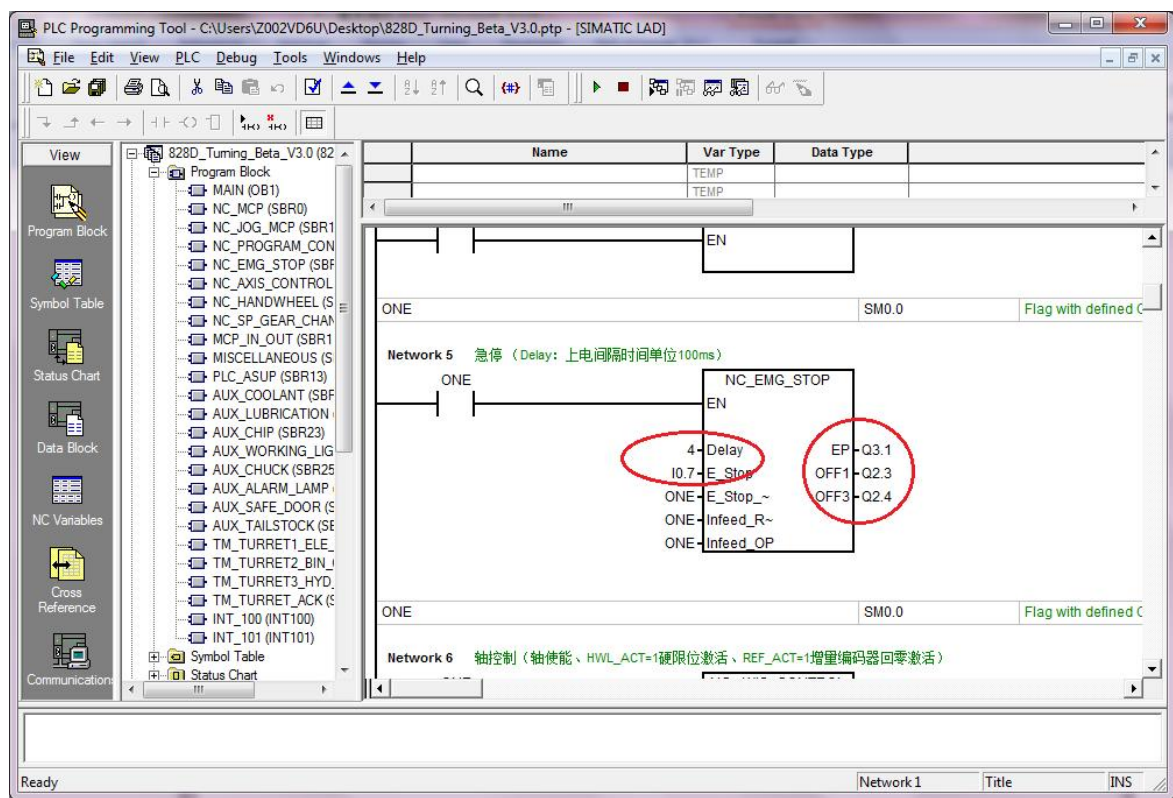 PLC Programming Tool - C:\Users\Z002VD6U\Desktop\828D_Turning_Beta_V3.0.ptp - [SIMATIC LAD]
File Edit View PLC Debug Tools Windows Help
View
Program Block
Symbol Table
Status Chart
Data Block
NC Variables
Cross Reference
Communication:
828D_Turning_Beta_V3.0 (82
Program Block
MAIN (OB1)
NC_MCP (SBR0)
NC_JOG_MCP (SBR1
NC_PROGRAM_CON
NC_EMG_STOP (SBF
NC_AXIS_CONTROL
NC_HANDWHEEL (S
NC_SP_GEAR_CHAN
MCP_IN_OUT (SBR1
MISCELLANEOUS (S
PLC_ASUP (SBR13)
AUX_COOLANT (SBF
AUX_LUBRICATION
AUX_CHIP (SBR23)
AUX_WORKING_LIG
AUX_CHUCK (SBR25
AUX_ALARM_LAMP
AUX_SAFE_DOOR (S
AUX_TAILSTOCK (SE
TM_TURRET1_ELE_
TM_TURRET2_BIN_
TM_TURRET3_HYD_
TM_TURRET_ACK (S
INT_100 (INT100)
INT_101 (INT101)
Symbol Table
Status Chart
Name Var Type Data Type
TEMP
TEMP
EN
ONE SM0.0 Flag with defined
Network 5 急停（Delay：上电间隔时间单位100ms）
ONE NC_EMG_STOP
EN
4 Delay EP Q3.1
I0.7 E_Stop OFF1 Q2.3
ONE E_Stop_~ OFF3 Q2.4
ONE Infeed_R~
ONE Infeed_OP
ONE SM0.0 Flag with defined
Network 6 轴控制（轴使能、HWL_ACT=1硬限位激活、REF_ACT=1增量编码器回零激活）
Ready Network 1 Title INS